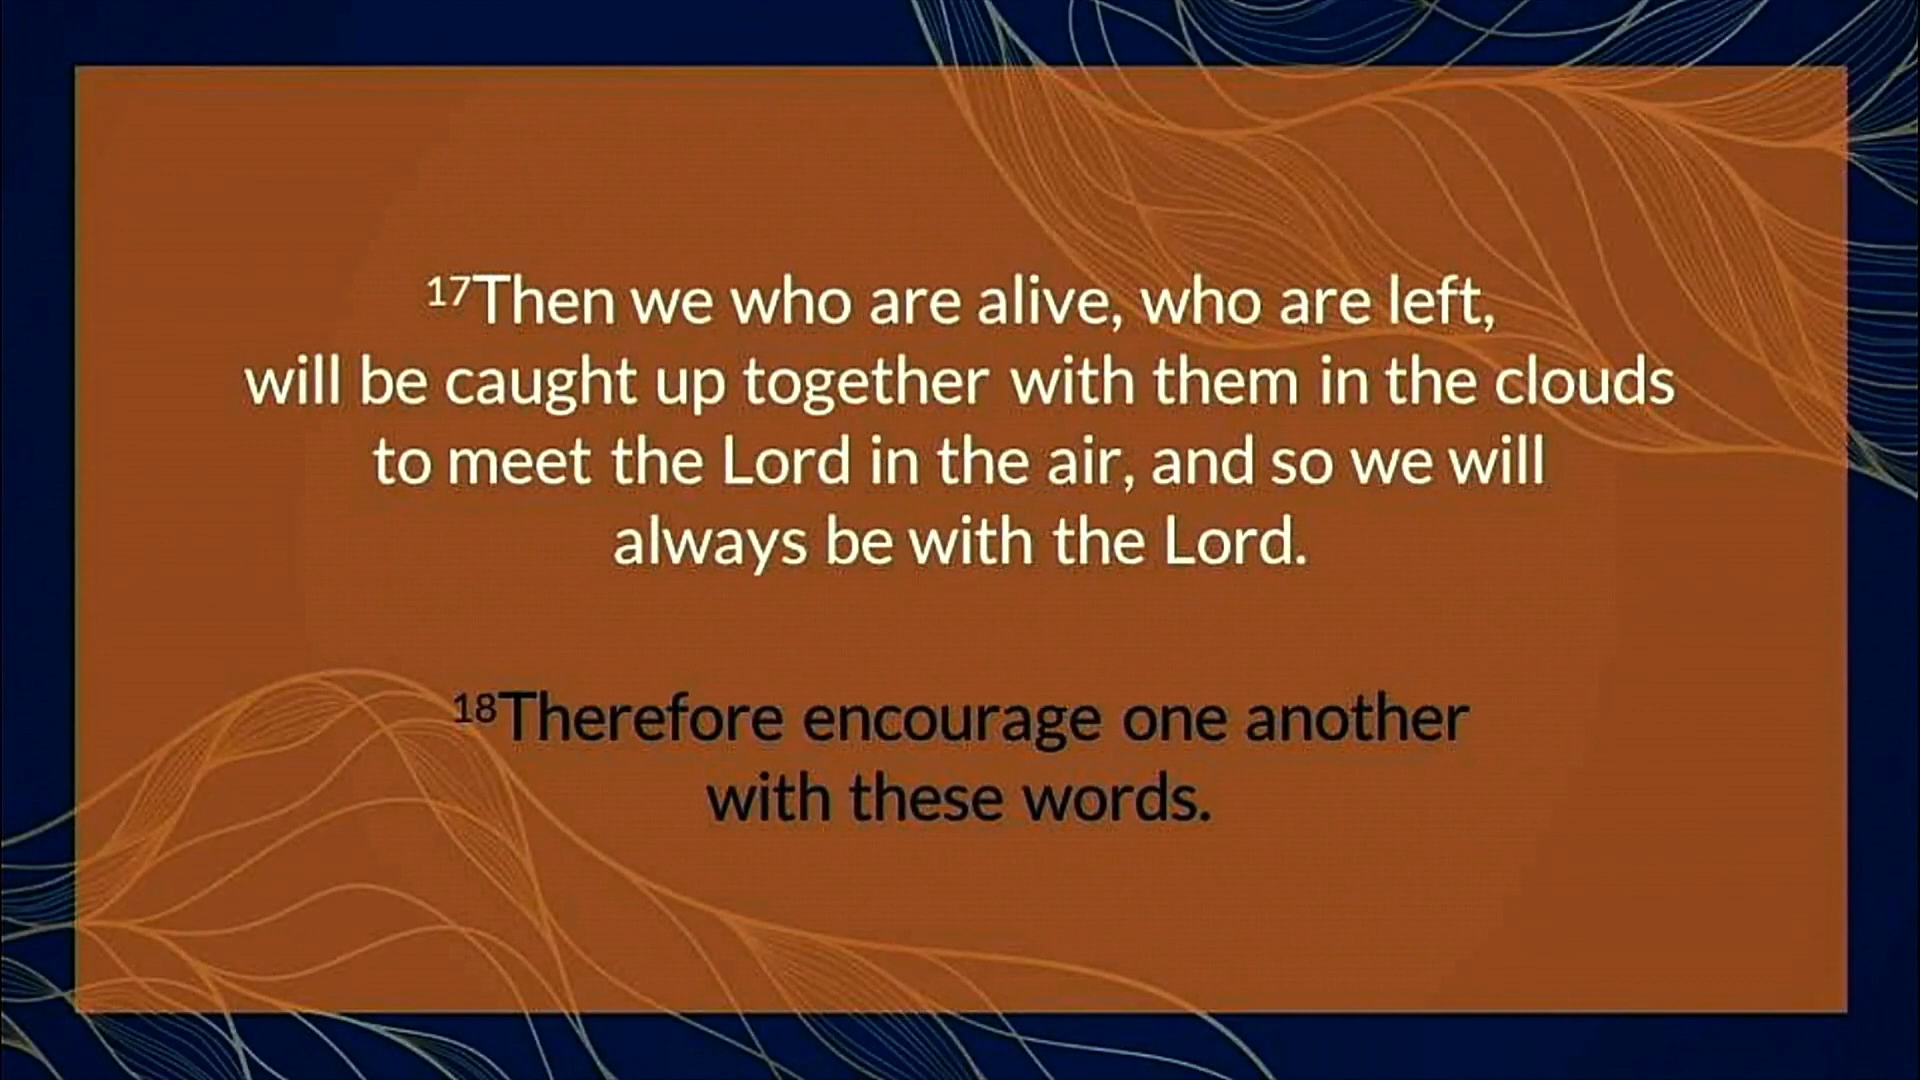 17Then we who are alive, who are left,
will be caught up together with them in the clouds
to meet the Lord in the air, and so we will
always be with the Lord.
18Therefore encourage one another
with these words.